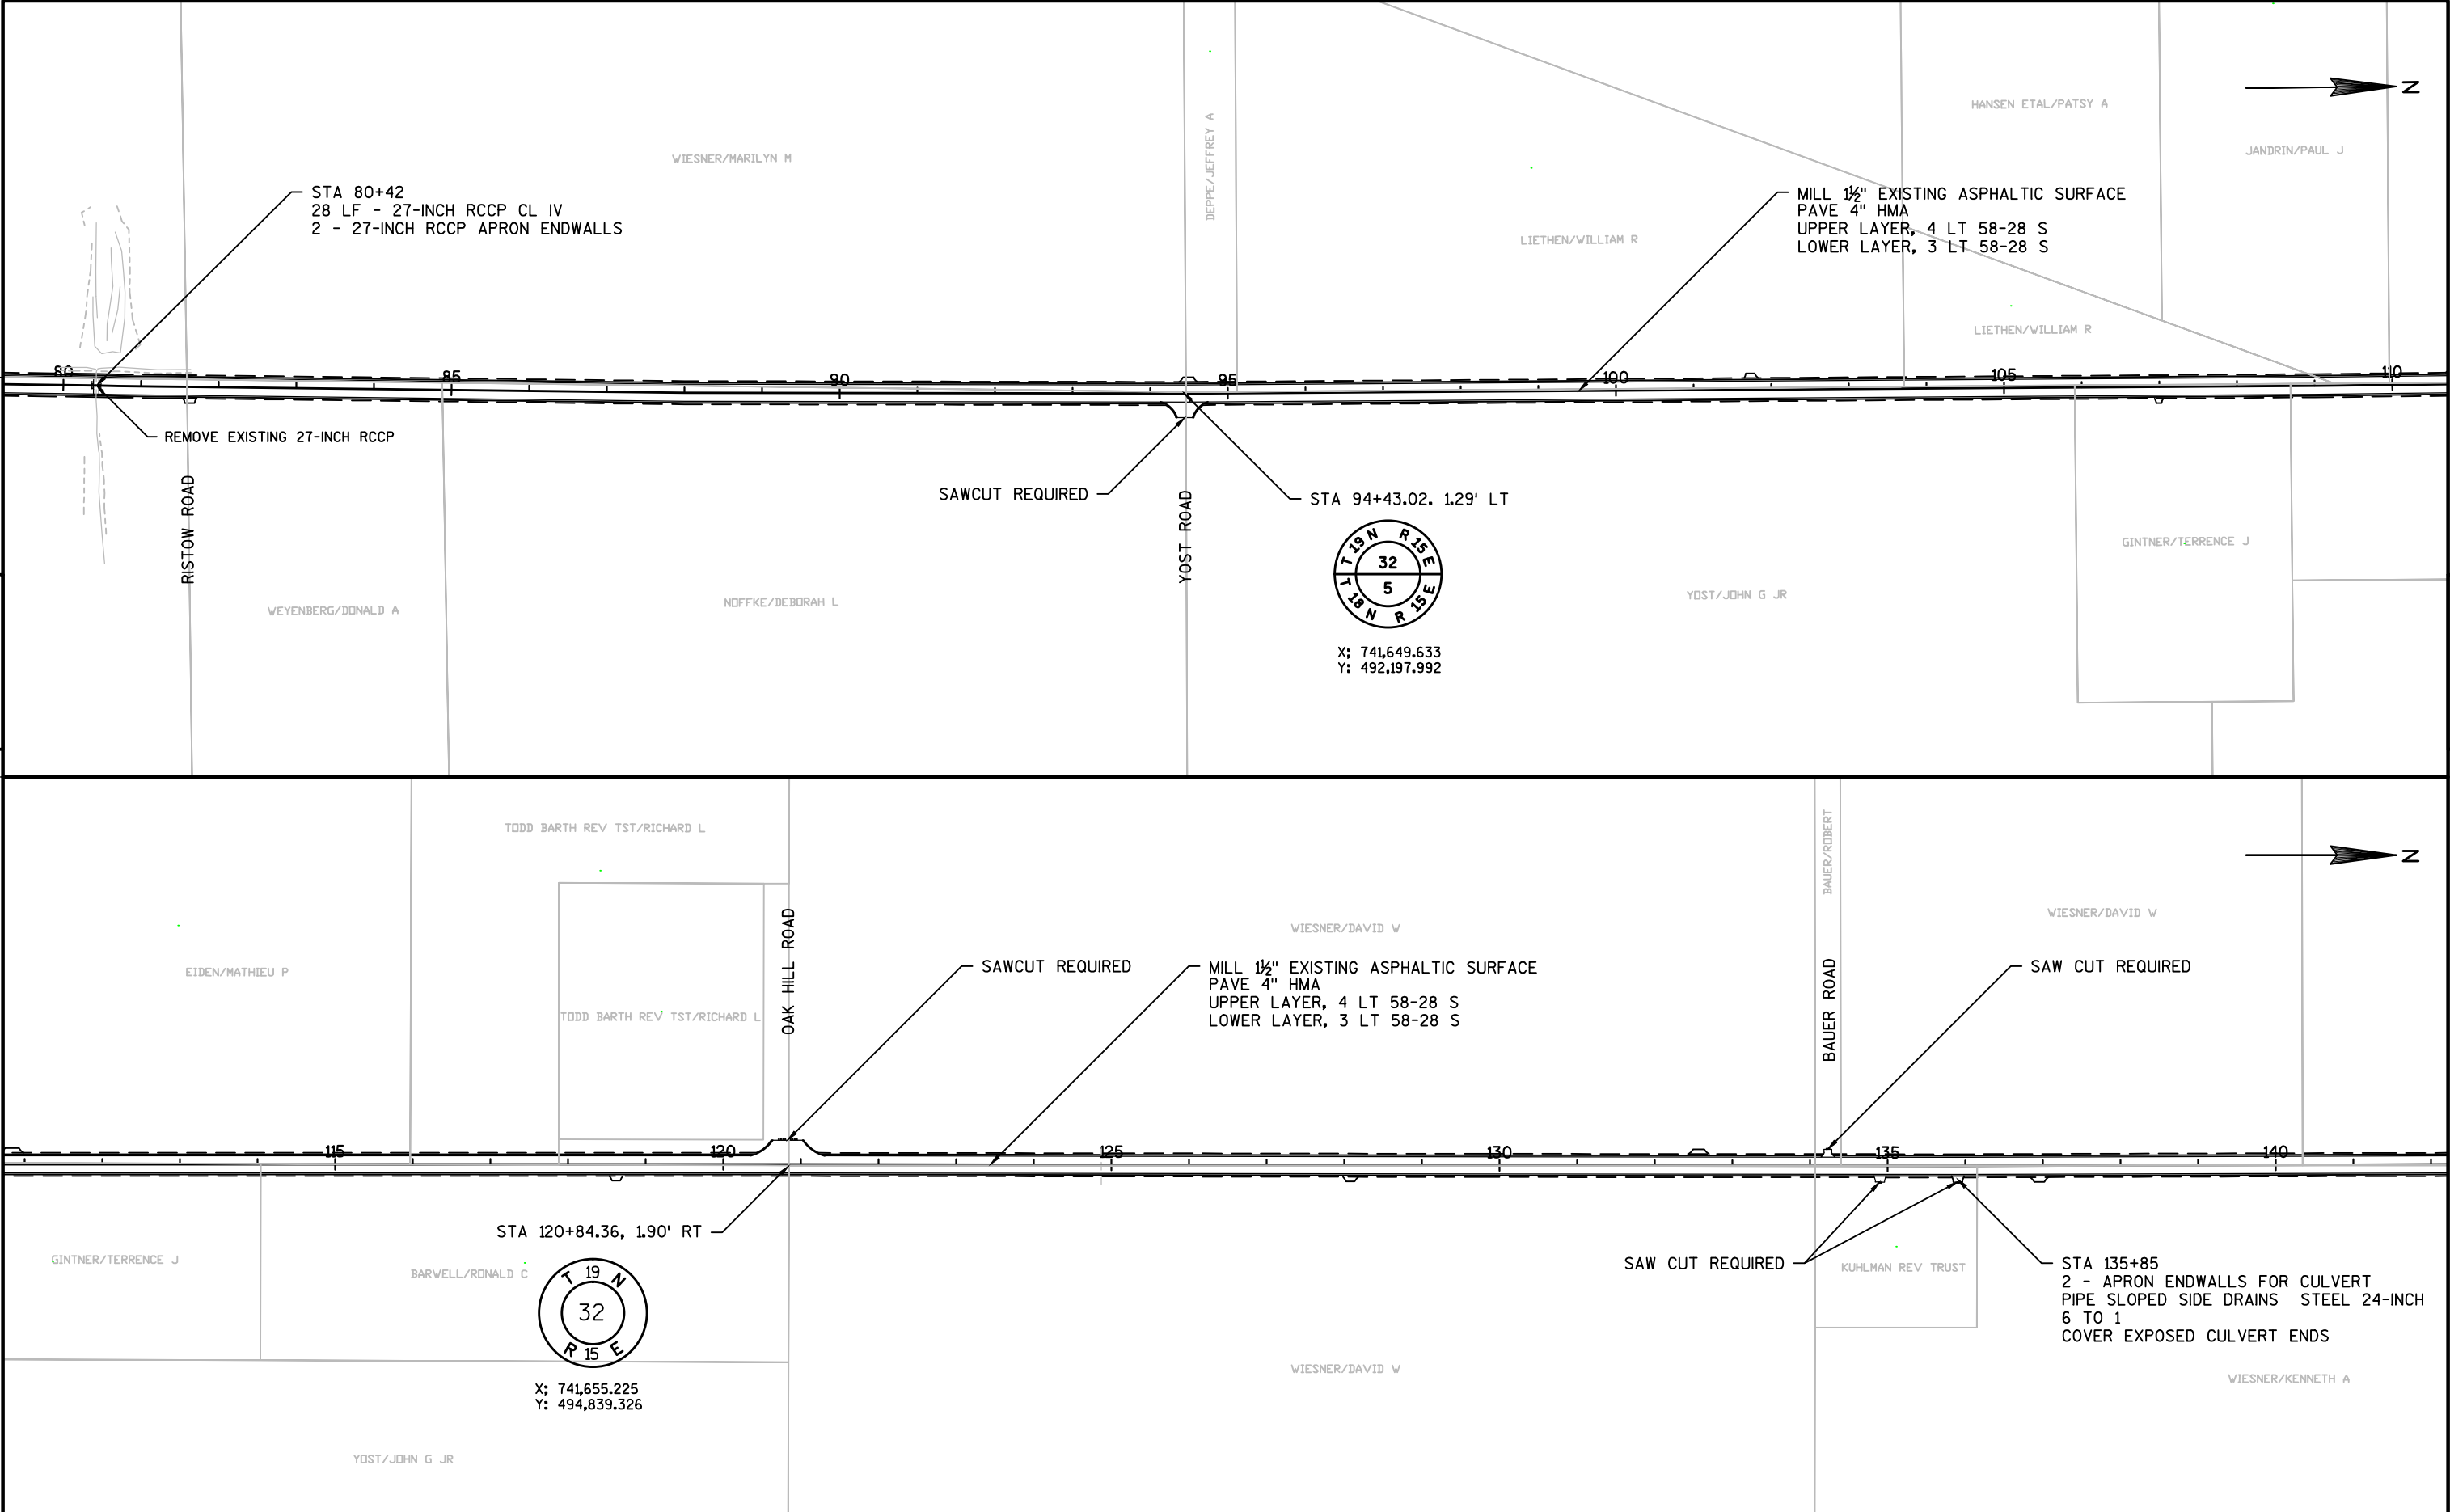 WIESNER/MARILYN M
DEPPE/JEFFREY A
HANSEN ETAL/PATSY A
JANDRIN/PAUL J
N
STA 80+42
28 LF - 27-INCH RCCP CL IV
2 - 27-INCH RCCP APRON ENDWALLS
MILL 1½" EXISTING ASPHALTIC SURFACE
PAVE 4" HMA
UPPER LAYER, 4 LT 58-28 S
LOWER LAYER, 3 LT 58-28 S
LIETHEN/WILLIAM R
LIETHEN/WILLIAM R
80
85
90
95
100
105
110
REMOVE EXISTING 27-INCH RCCP
RISTOW ROAD
SAWCUT REQUIRED
YOST ROAD
STA 94+43.02. 1.29' LT
T 19 N R 15 E
32
5
T 18 N R 15 E
X; 741,649.633
Y: 492,197.992
WEYENBERG/DONALD A
NOFFKE/DEBORAH L
YOST/JOHN G JR
GINTNER/TERRENCE J
TODD BARTH REV TST/RICHARD L
N
OAK HILL ROAD
BAUER/ROBERT
WIESNER/DAVID W
WIESNER/DAVID W
EIDEN/MATHIEU P
TODD BARTH REV TST/RICHARD L
SAWCUT REQUIRED
MILL 1½" EXISTING ASPHALTIC SURFACE
PAVE 4" HMA
UPPER LAYER, 4 LT 58-28 S
LOWER LAYER, 3 LT 58-28 S
BAUER ROAD
SAW CUT REQUIRED
115
120
125
130
135
140
STA 120+84.36, 1.90' RT
GINTNER/TERRENCE J
BARWELL/RONALD C
T 19 N
32
R 15 E
X; 741,655.225
Y: 494,839.326
SAW CUT REQUIRED
KUHLMAN REV TRUST
STA 135+85
2 - APRON ENDWALLS FOR CULVERT
PIPE SLOPED SIDE DRAINS STEEL 24-INCH
6 TO 1
COVER EXPOSED CULVERT ENDS
WIESNER/DAVID W
WIESNER/KENNETH A
YOST/JOHN G JR